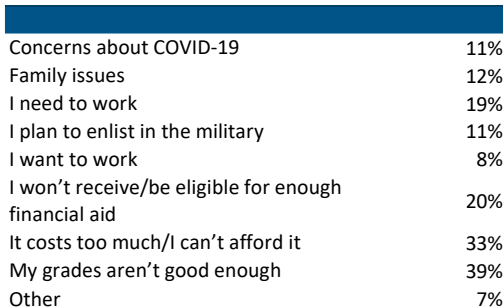 Concerns about COVID-19 11%
Family issues 12%
I need to work 19%
I plan to enlist in the military 11%
I want to work 8%
I won’t receive/be eligible for enough
financial aid 20%
It costs too much/I can’t afford it 33%
My grades aren’t good enough 39%
Other 7%